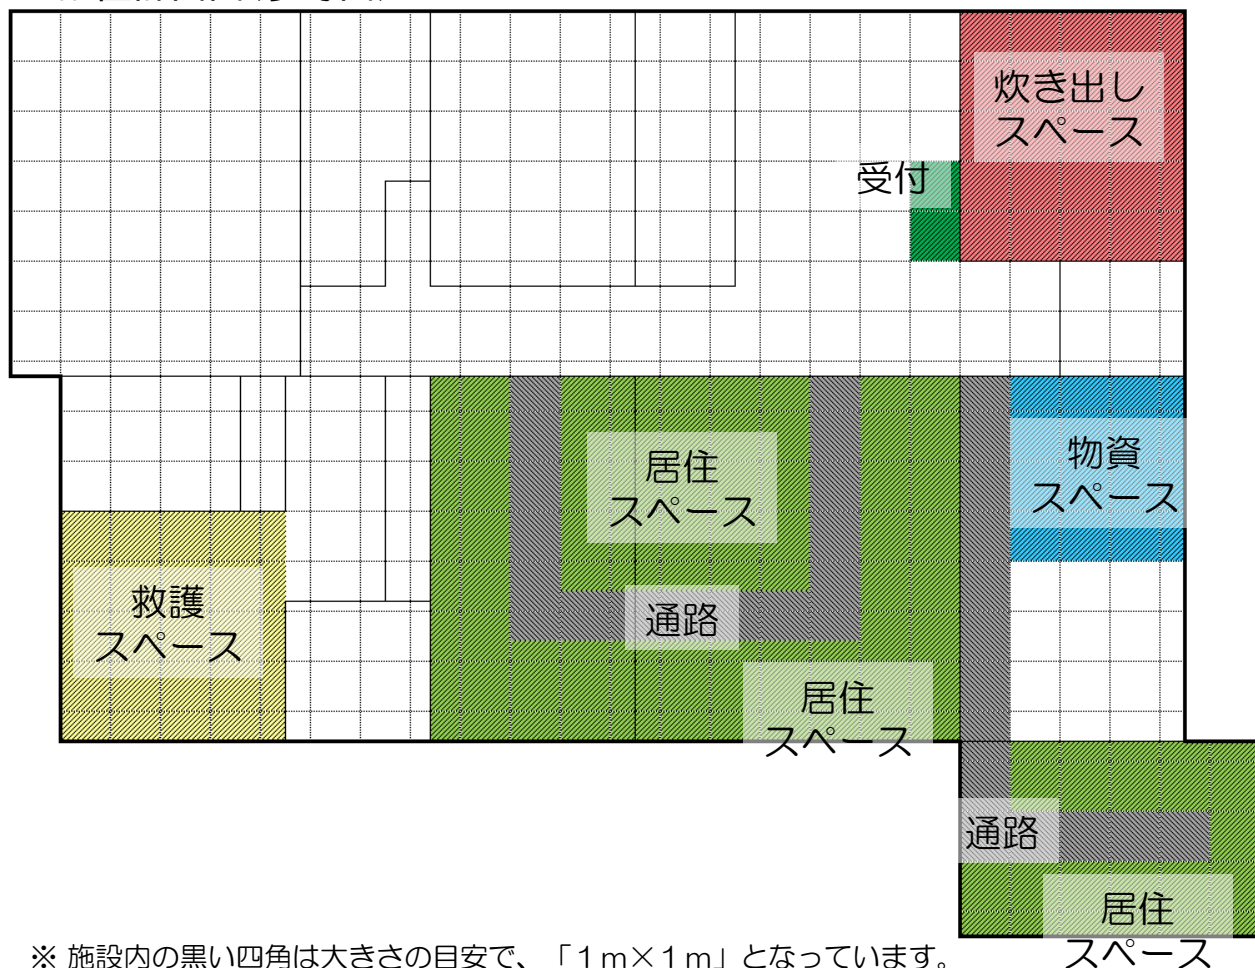 炊き出し
スペース
受付
居住
スペース
物資
スペース
救護
スペース
通路
居住
スペース
通路
居住
スペース
※ 施設内の黒い四角は大きさの目安で、「１ｍ×１ｍ」となっています。